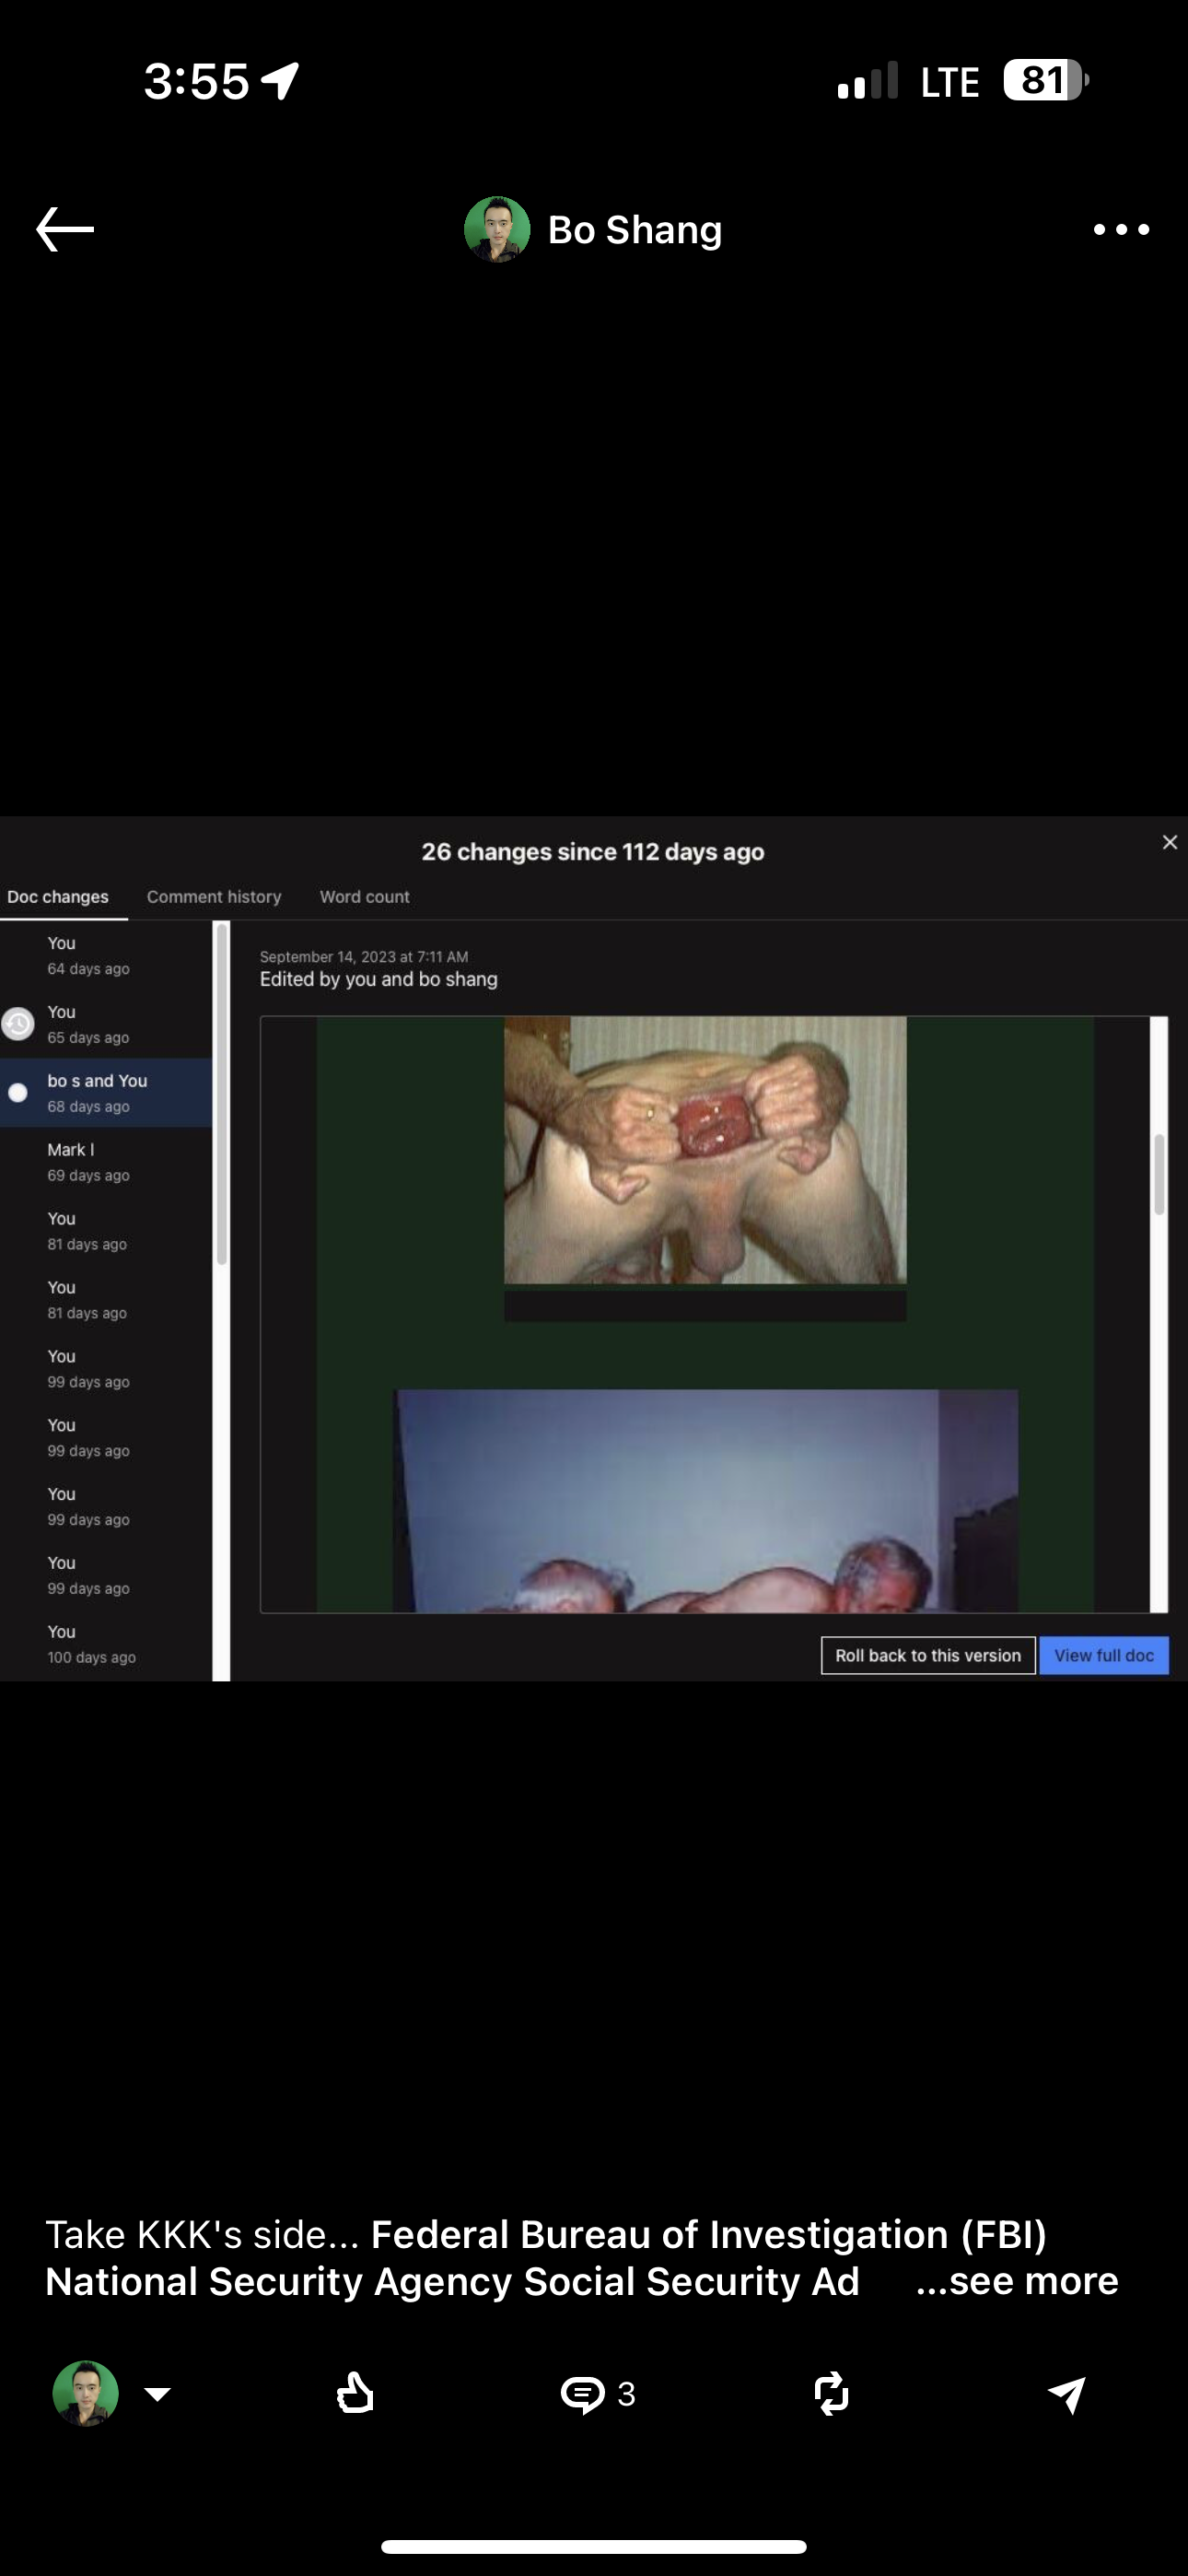 3:55
LTE
81
Bo Shang
26 changes since 112 days ago
Doc changes
Comment history
Word count
You
64 days ago
You
65 days ago
bo s and You
68 days ago
Mark l
69 days ago
You
81 days ago
You
81 days ago
You
99 days ago
You
99 days ago
You
99 days ago
You
99 days ago
You
100 days ago
September 14, 2023 at 7:11 AM
Edited by you and bo shang
Roll back to this version
View full doc
Take KKK's side... Federal Bureau of Investigation (FBI)
National Security Agency Social Security Ad ...see more
3